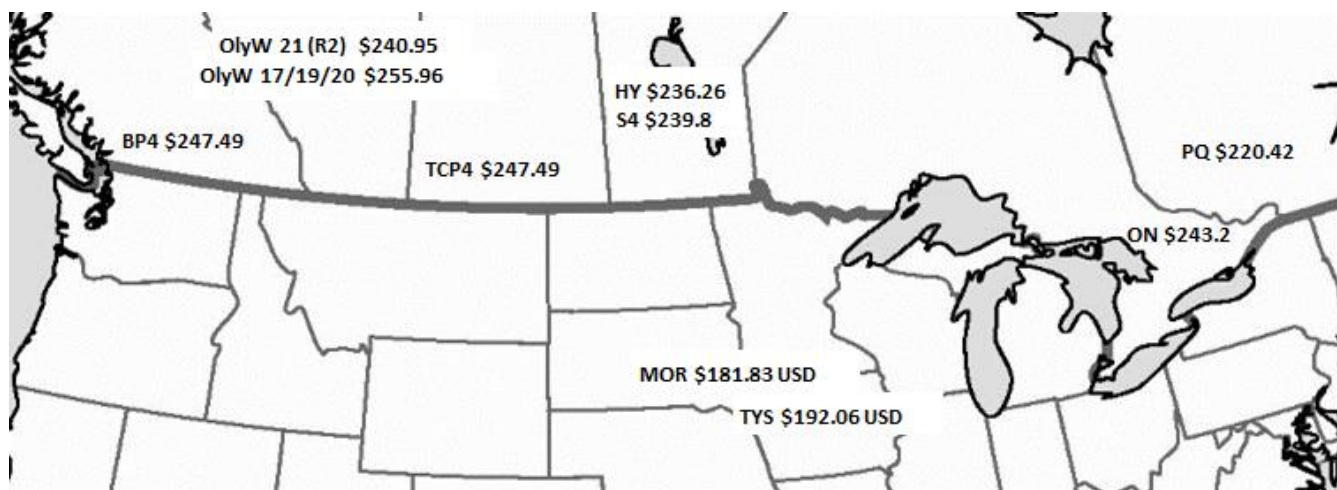 OlyW 21 (R2) $240.95
OlyW 17/19/20 $255.96
HY $236.26
S4 $239.8
BP4 $247.49
TCP4 $247.49
PQ $220.42
ON $243.2
MOR $181.83 USD
TYS $192.06 USD